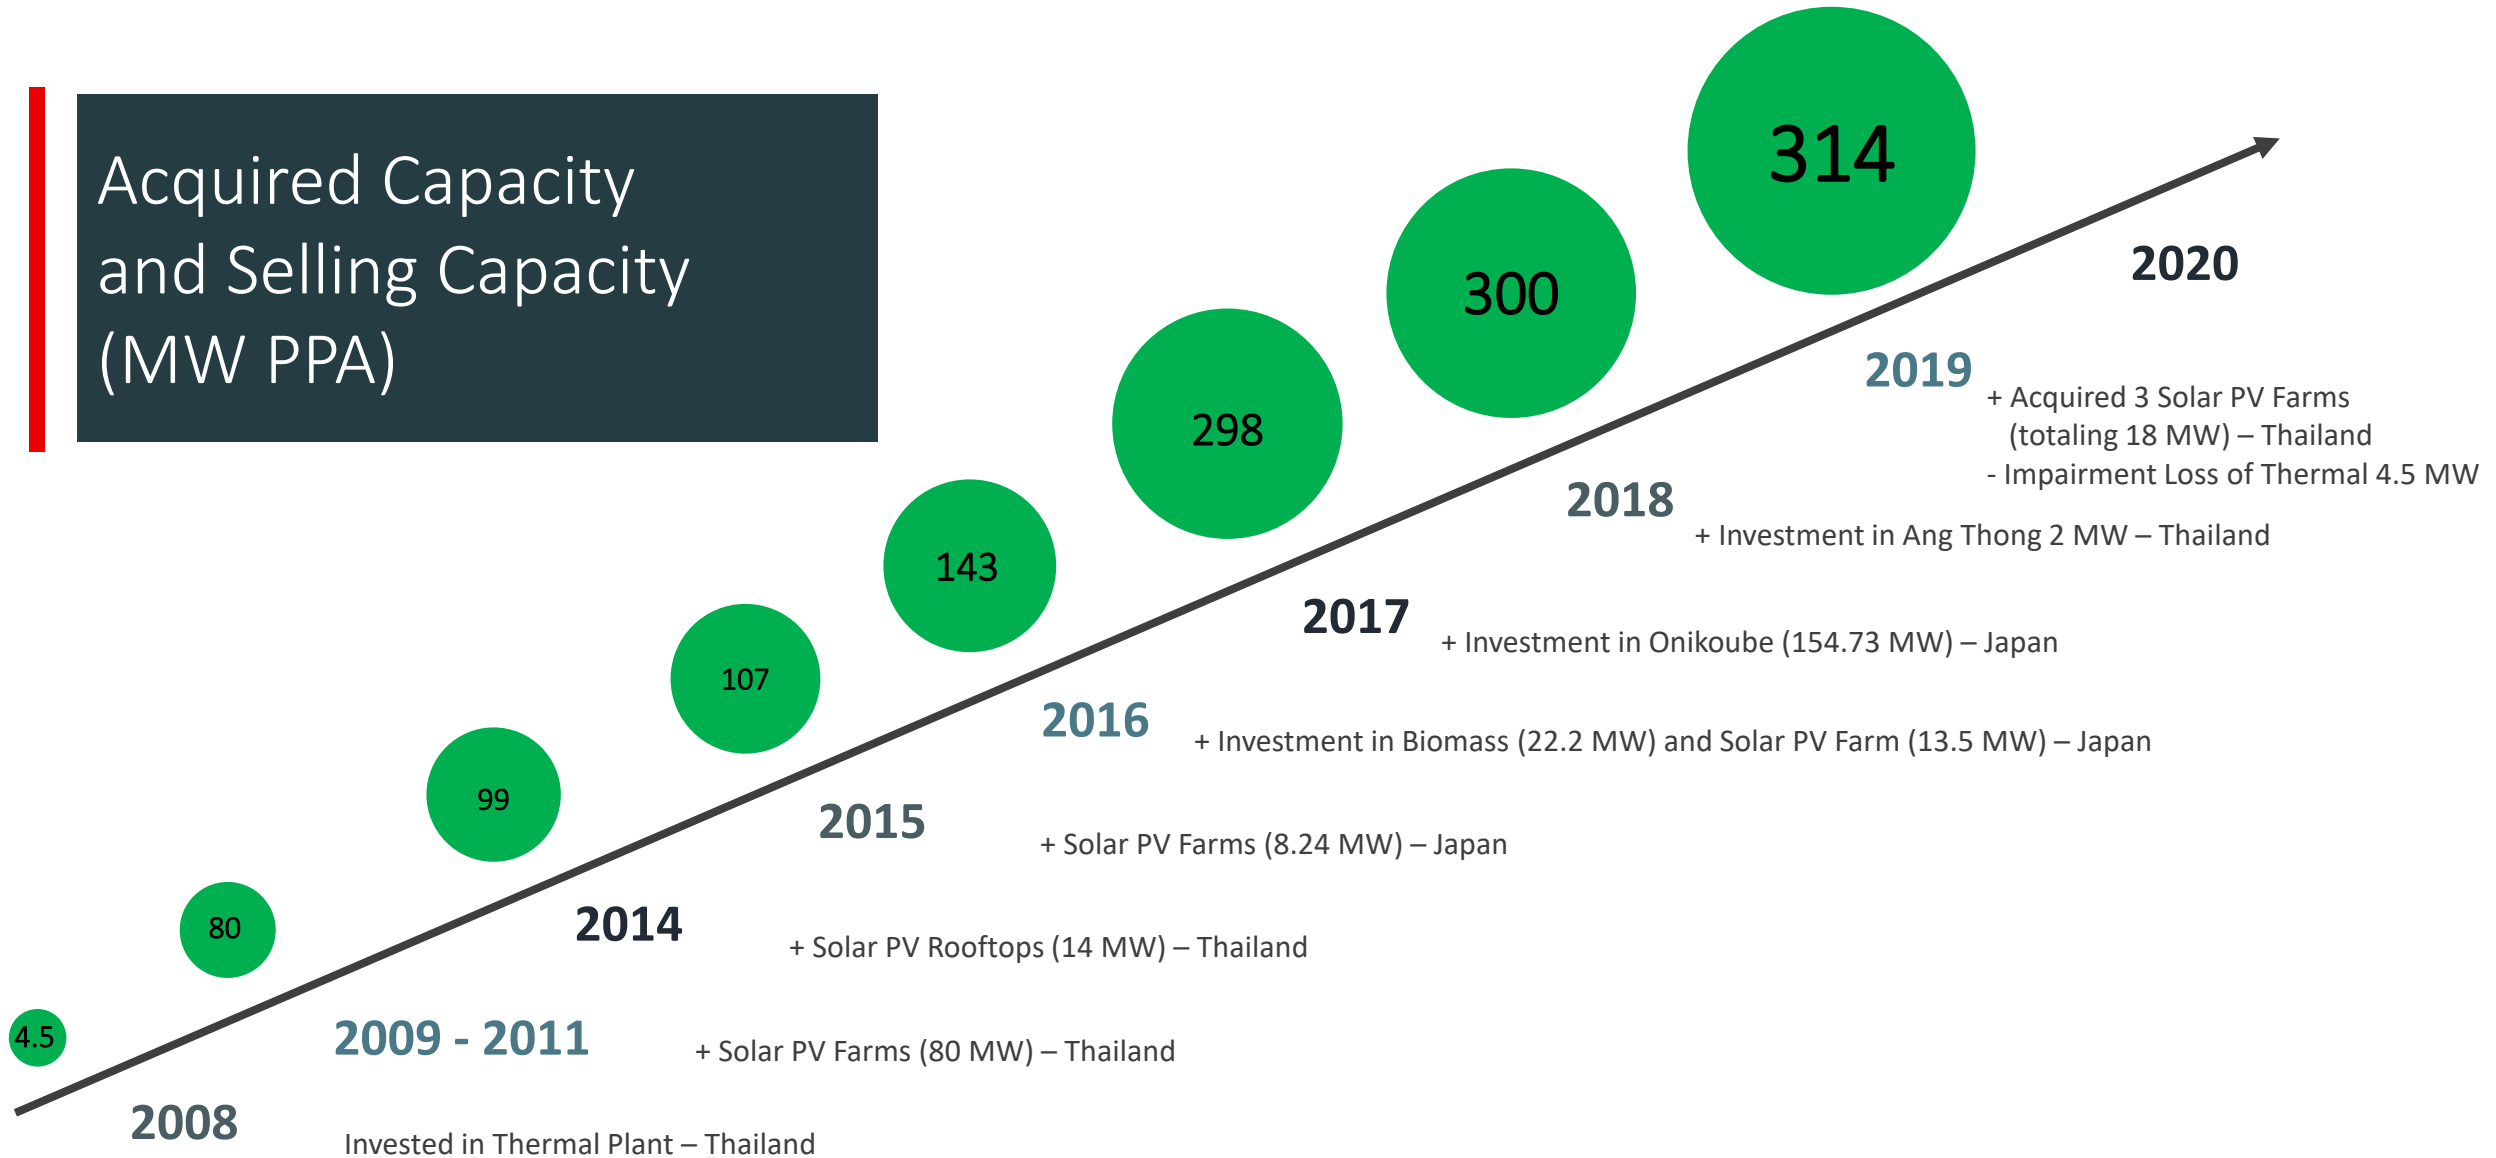 Acquired Capacity
and Selling Capacity
(MW PPA)
314
300
298
143
107
99
80
4.5
2020
2019
+ Acquired 3 Solar PV Farms
(totaling 18 MW) – Thailand
- Impairment Loss of Thermal 4.5 MW
2018
+ Investment in Ang Thong 2 MW – Thailand
2017
+ Investment in Onikoube (154.73 MW) – Japan
2016
+ Investment in Biomass (22.2 MW) and Solar PV Farm (13.5 MW) – Japan
2015
+ Solar PV Farms (8.24 MW) – Japan
2014
+ Solar PV Rooftops (14 MW) – Thailand
2009 - 2011
+ Solar PV Farms (80 MW) – Thailand
2008
Invested in Thermal Plant – Thailand